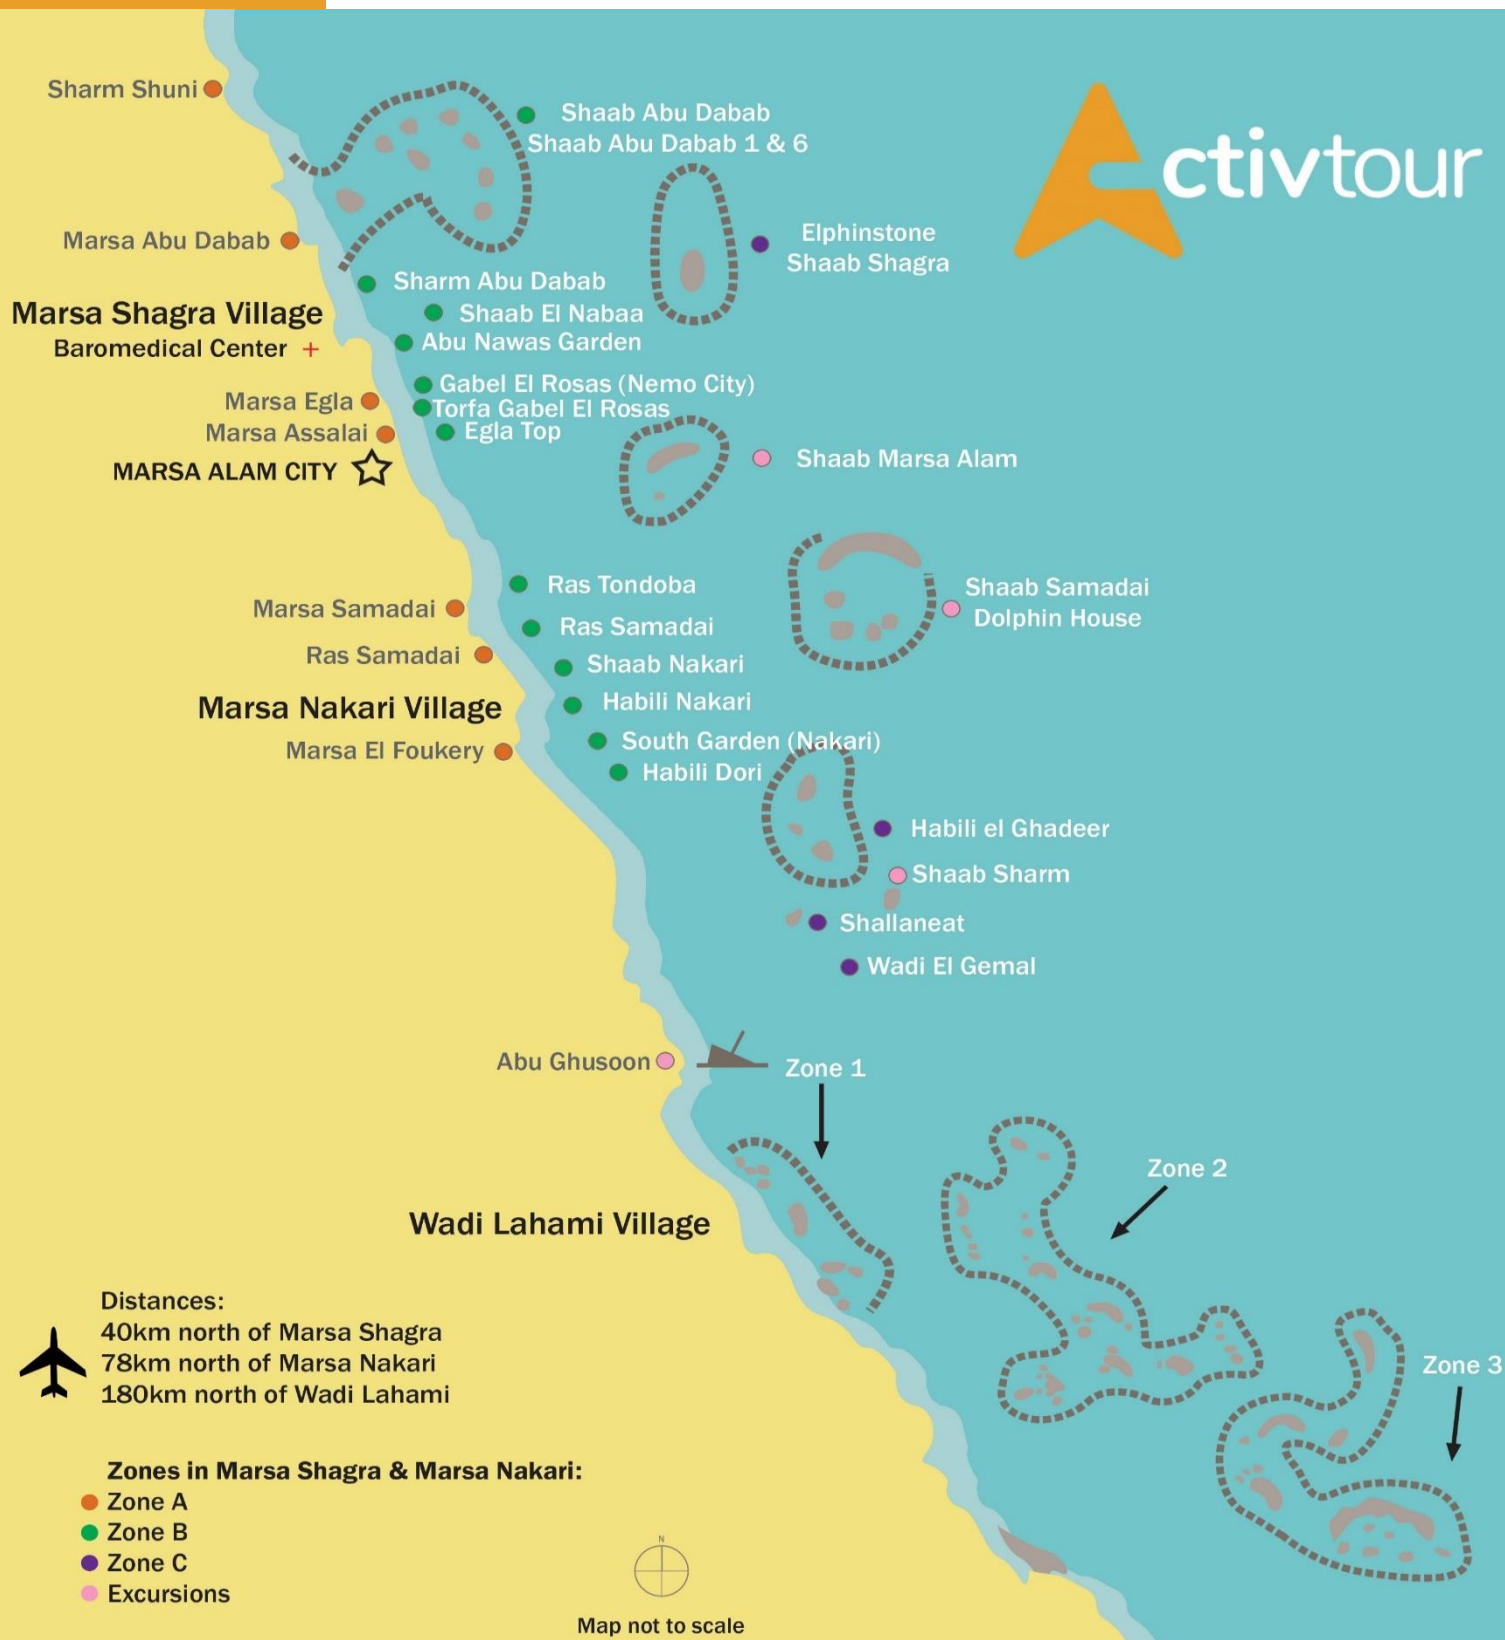 Sharm Shuni
Shaab Abu Dabab
Shaab Abu Dabab 1 & 6
ctivtour
Marsa Abu Dabab
Elphinstone
Shaab Shagra
Sharm Abu Dabab
Marsa Shagra Village
Shaab El Nabaa
Baromedical Center +
Abu Nawas Garden
Gabel El Rosas (Nemo City)
Marsa Egla
Torfa Gabel El Rosas
Marsa Assalai
Egla Top
MARSA ALAM CITY
Shaab Marsa Alam
Ras Tondoba
Shaab Samadai
Dolphin House
Marsa Samadai
Ras Samadai
Ras Samadai
Shaab Nakari
Marsa Nakari Village
Habili Nakari
South Garden (Nakari)
Marsa El Foukery
Habili Dori
Habili el Ghadeer
Shaab Sharm
Shallaneat
Wadi El Gemal
Abu Ghusoon
Zone 1
Zone 2
Wadi Lahami Village
Zone 3
Distances:
40km north of Marsa Shagra
78km north of Marsa Nakari
180km north of Wadi Lahami
Zones in Marsa Shagra & Marsa Nakari:
Zone A
Zone B
Zone C
Excursions
N
Map not to scale